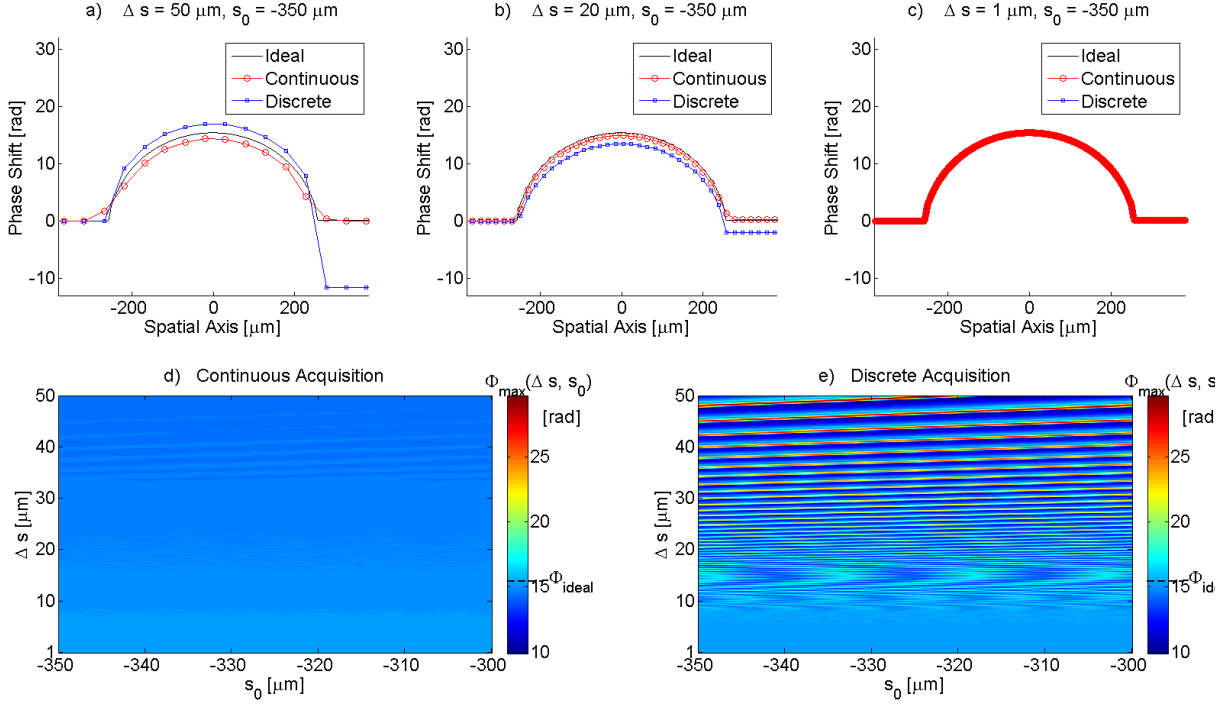 a) Δ s = 50 μm, s0 = -350 μm
b) Δ s = 20 μm, s0 = -350 μm
c) Δ s = 1 μm, s0 = -350 μm
Phase Shift [rad]
30
20
10
0
-10
Ideal
Continuous
Discrete
-200 0 200
Spatial Axis [μm]
Phase Shift [rad]
30
20
10
0
-10
Ideal
Continuous
Discrete
-200 0 200
Spatial Axis [μm]
Phase Shift [rad]
30
20
10
0
-10
Ideal
Continuous
Discrete
-200 0 200
Spatial Axis [μm]
d) Continuous Acquisition
Φmax(Δ s, s0)
[rad]
Δ s [μm]
50
40
30
20
10
1
-350 -340 -330 -320 -310 -300
s0 [μm]
25
20
15
10
Φideal
e) Discrete Acquisition
Φmax(Δ s, s
[rad]
Δ s [μm]
50
40
30
20
10
1
-350 -340 -330 -320 -310 -300
s0 [μm]
25
20
15
10
Φide